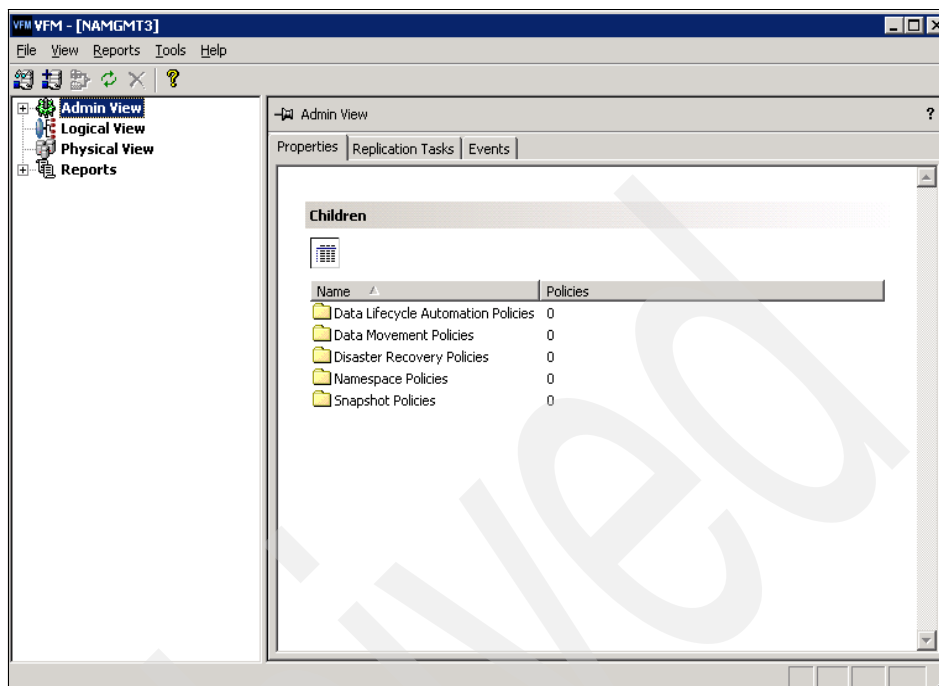 VFM VFM - [NAMGMT3]
File View Reports Tools Help
?
Admin View
Logical View
Physical View
Reports
Admin View ?
Properties Replication Tasks Events
Children
Name Policies
Data Lifecycle Automation Policies 0
Data Movement Policies 0
Disaster Recovery Policies 0
Namespace Policies 0
Snapshot Policies 0